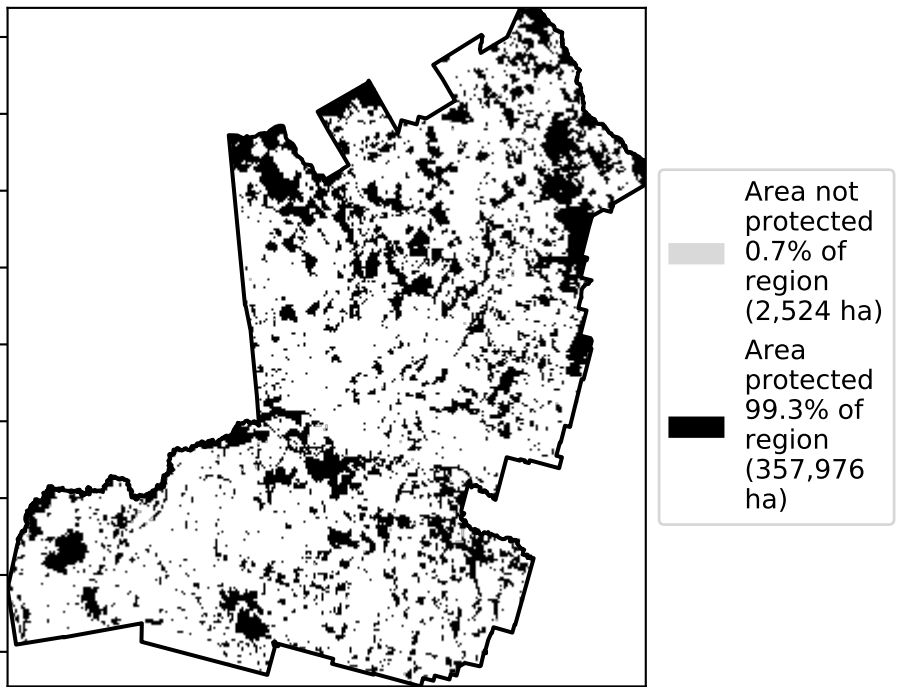 Area not
protected
0.7% of
region
(2,524 ha)
Area
protected
99.3% of
region
(357,976
ha)